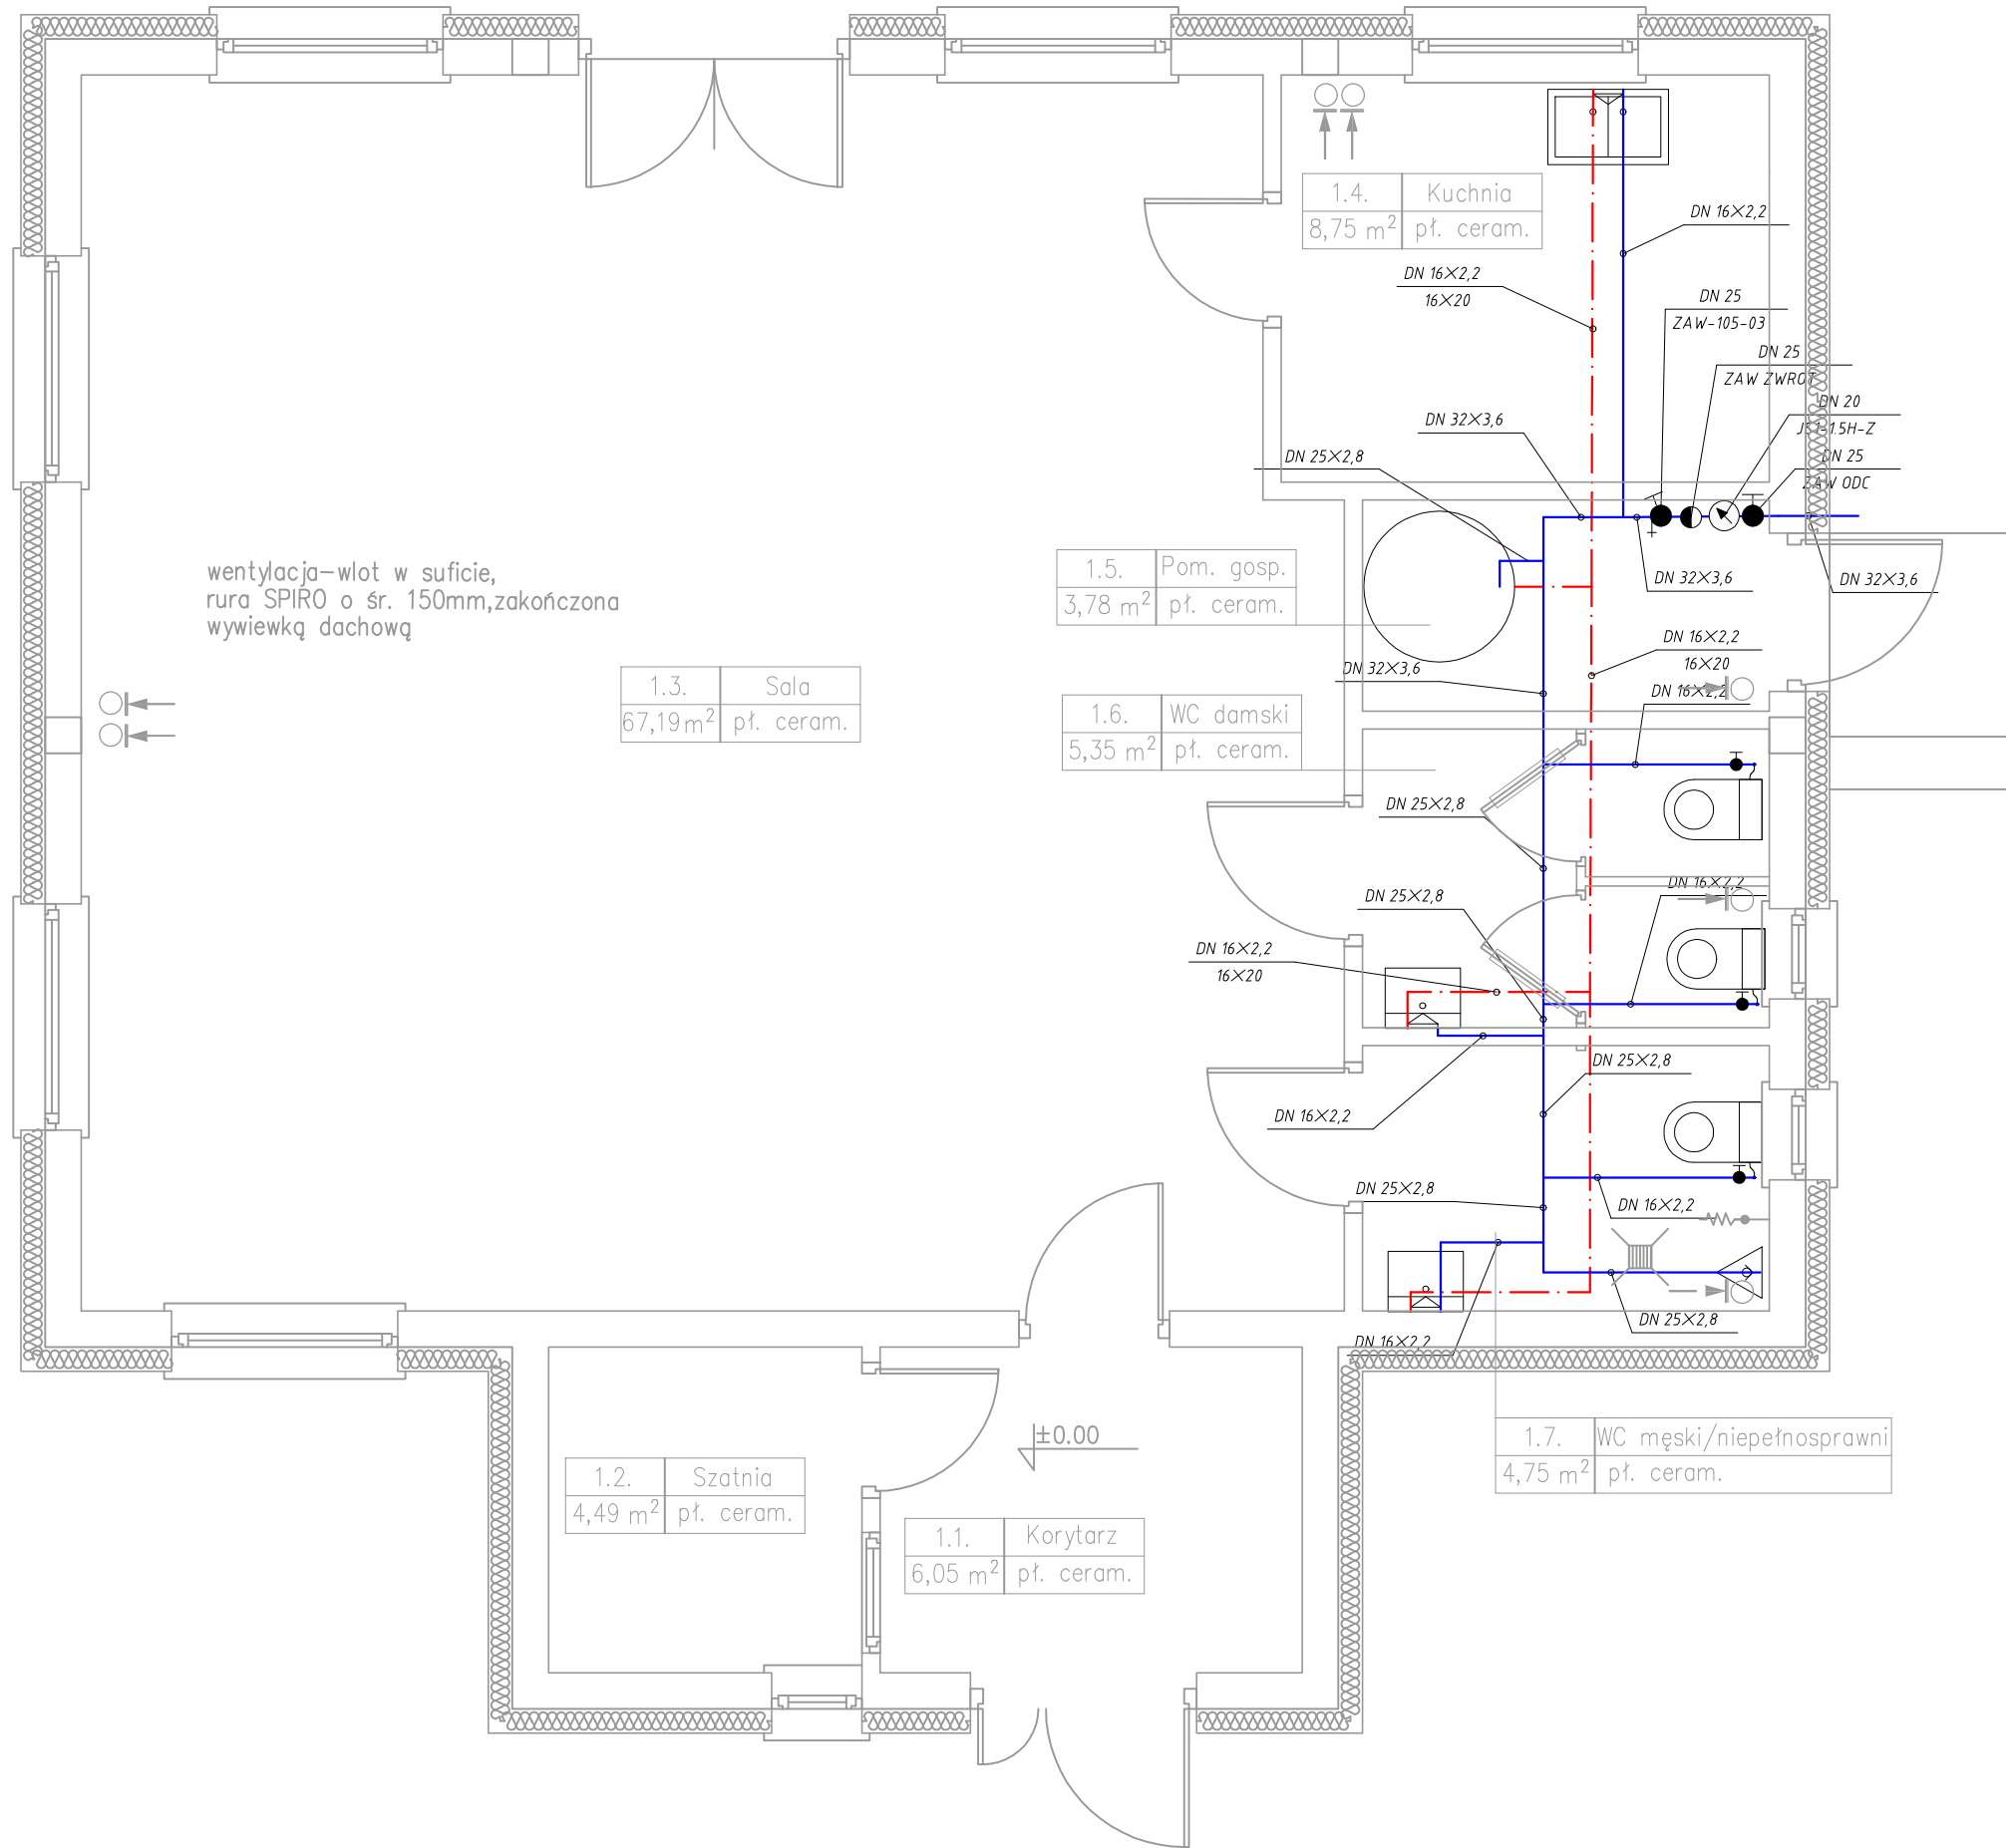 1.4. Kuchnia
8,75 m² pł. ceram.
DN 16×2,2
DN 16×2,2
16×20
DN 25
ZAW-105-03
DN 25
ZAW ZWROT
DN 20
JS1-1.5H-Z
DN 25
ZAW ODC
DN 32×3,6
DN 25×2,8
wentylacja-wlot w suficie,
rura SPIRO o śr. 150mm,zakończona
wywiewką dachową
1.5. Pom. gosp.
3,78 m² pł. ceram.
DN 32×3,6
DN 32×3,6
DN 16×2,2
16×20
DN 32×3,6
DN 16×2,2
1.3. Sala
67,19m² pł. ceram.
1.6. WC damski
5,35 m² pł. ceram.
DN 25×2,8
DN 16×2,2
DN 25×2,8
DN 16×2,2
16×20
DN 25×2,8
DN 16×2,2
DN 25×2,8
DN 16×2,2
DN 25×2,8
DN 16×2,2
±0.00
1.7. WC męski/niepełnosprawni
4,75 m² pł. ceram.
1.2. Szatnia
4,49 m² pł. ceram.
1.1. Korytarz
6,05 m² pł. ceram.